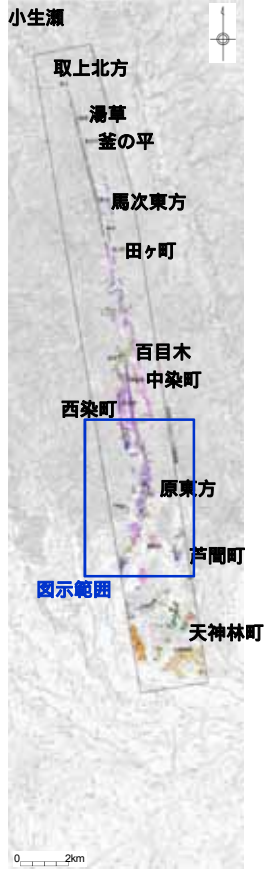 小生瀬
取上北方
湯草
釜の平
馬次東方
田ヶ町
百目木
中染町
西染町
原東方
芦間町
図示範囲
天神林町
0 2km